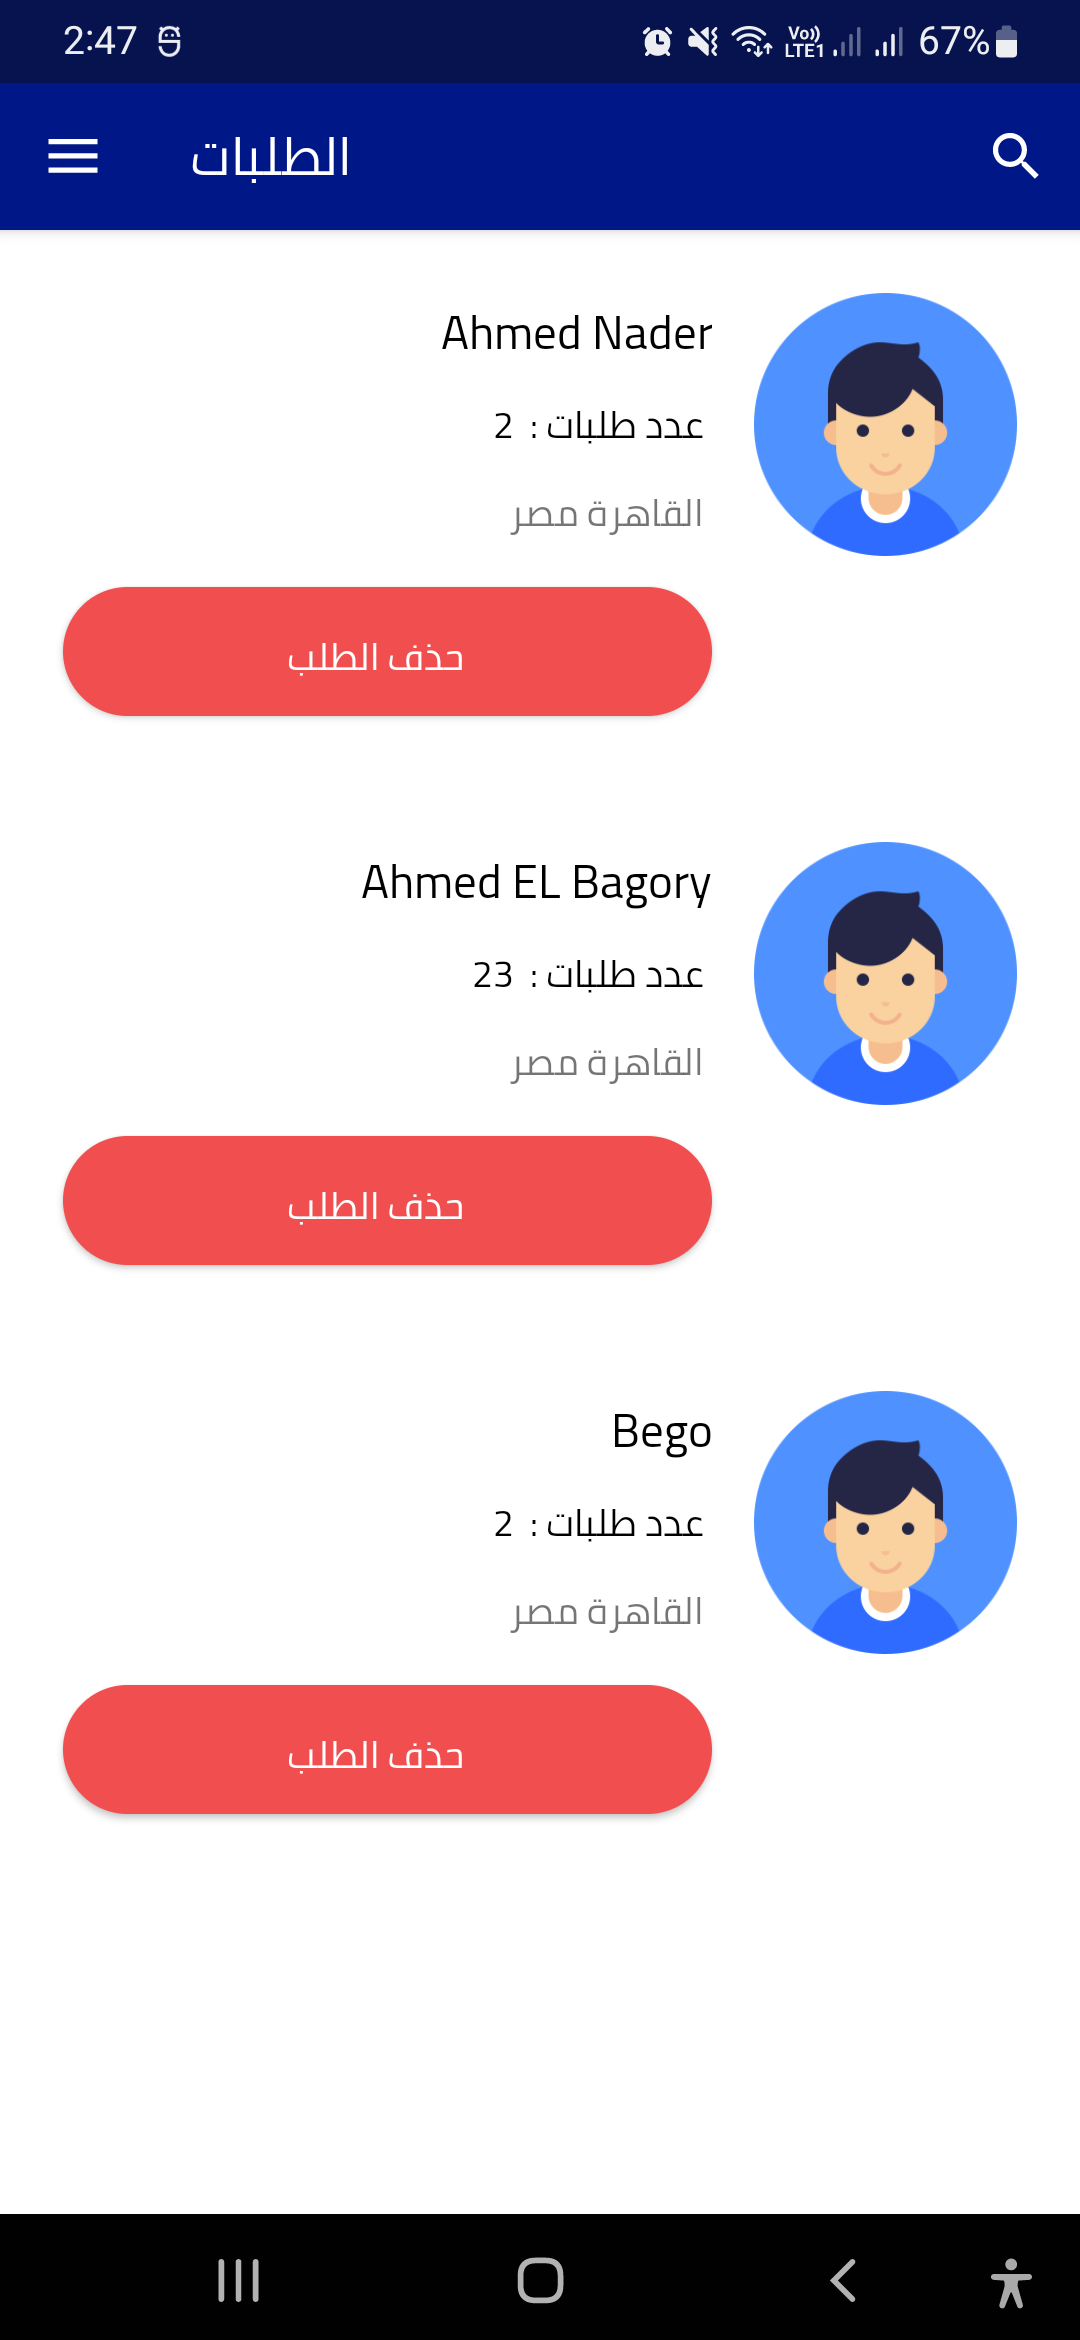 2:47
Vo)) LTE1 67%
الطلبات
Ahmed Nader
عدد طلبات : 2
القاهرة مصر
حذف الطلب
Ahmed EL Bagory
عدد طلبات : 23
القاهرة مصر
حذف الطلب
Bego
عدد طلبات : 2
القاهرة مصر
حذف الطلب